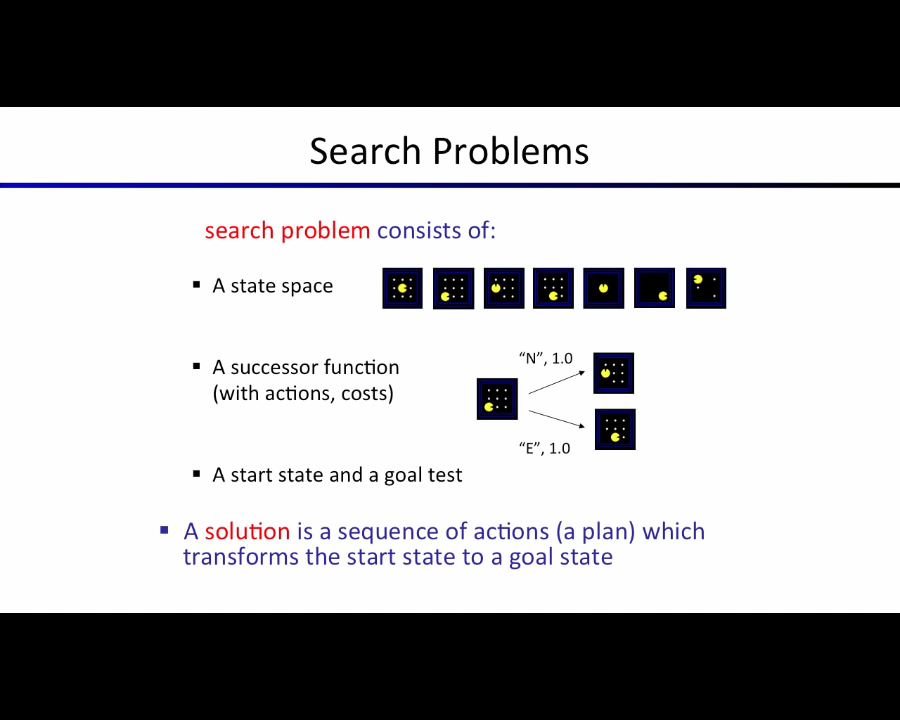 Search Problems
search problem consists of:
▪ A state space
▪ A successor function
(with actions, costs)
“N”, 1.0
“E”, 1.0
▪ A start state and a goal test
▪ A solution is a sequence of actions (a plan) which
transforms the start state to a goal state